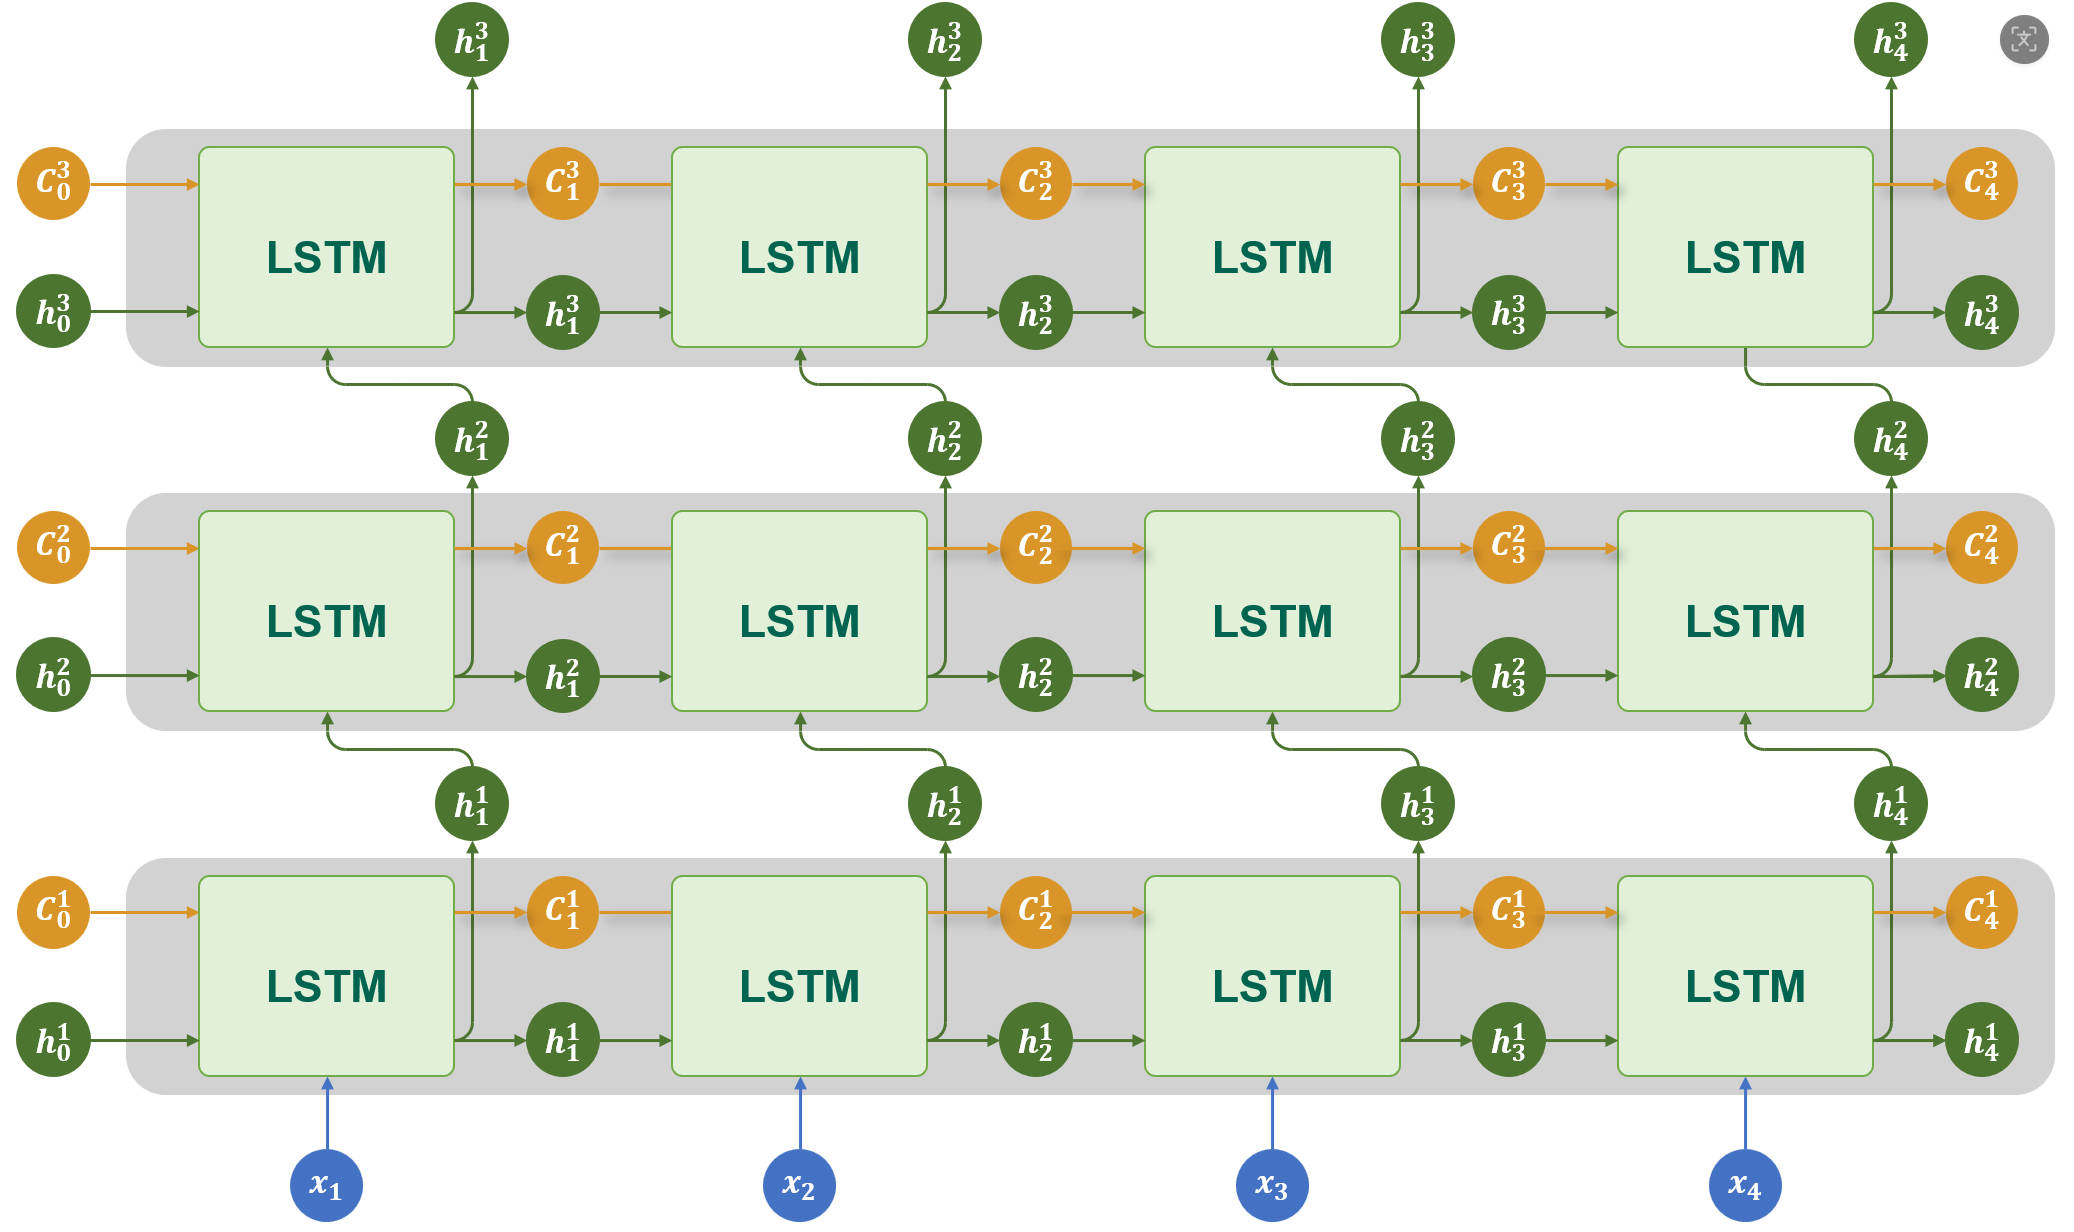 h_1^3 h_2^3 h_3^3 h_4^3
C_0^3 C_1^3 C_2^3 C_3^3 C_4^3
LSTM LSTM LSTM LSTM
h_0^3 h_1^3 h_2^3 h_3^3 h_4^3
h_1^2 h_2^2 h_3^2 h_4^2
C_0^2 C_1^2 C_2^2 C_3^2 C_4^2
LSTM LSTM LSTM LSTM
h_0^2 h_1^2 h_2^2 h_3^2 h_4^2
h_1^1 h_2^1 h_3^1 h_4^1
C_0^1 C_1^1 C_2^1 C_3^1 C_4^1
LSTM LSTM LSTM LSTM
h_0^1 h_1^1 h_2^1 h_3^1 h_4^1
x_1 x_2 x_3 x_4